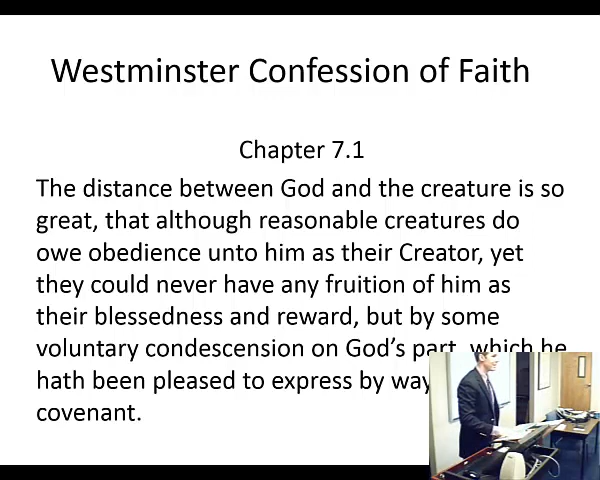 Westminster Confession of Faith
Chapter 7.1
The distance between God and the creature is so
great, that although reasonable creatures do
owe obedience unto him as their Creator, yet
they could never have any fruition of him as
their blessedness and reward, but by some
voluntary condescension on God's part, which he
hath been pleased to express by way
covenant.